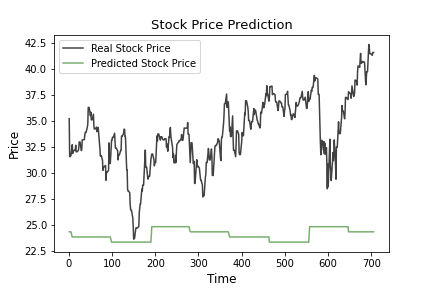 Stock Price Prediction
Real Stock Price
Predicted Stock Price
Price
42.5
40.0
37.5
35.0
32.5
30.0
27.5
25.0
22.5
0 100 200 300 400 500 600 700
Time